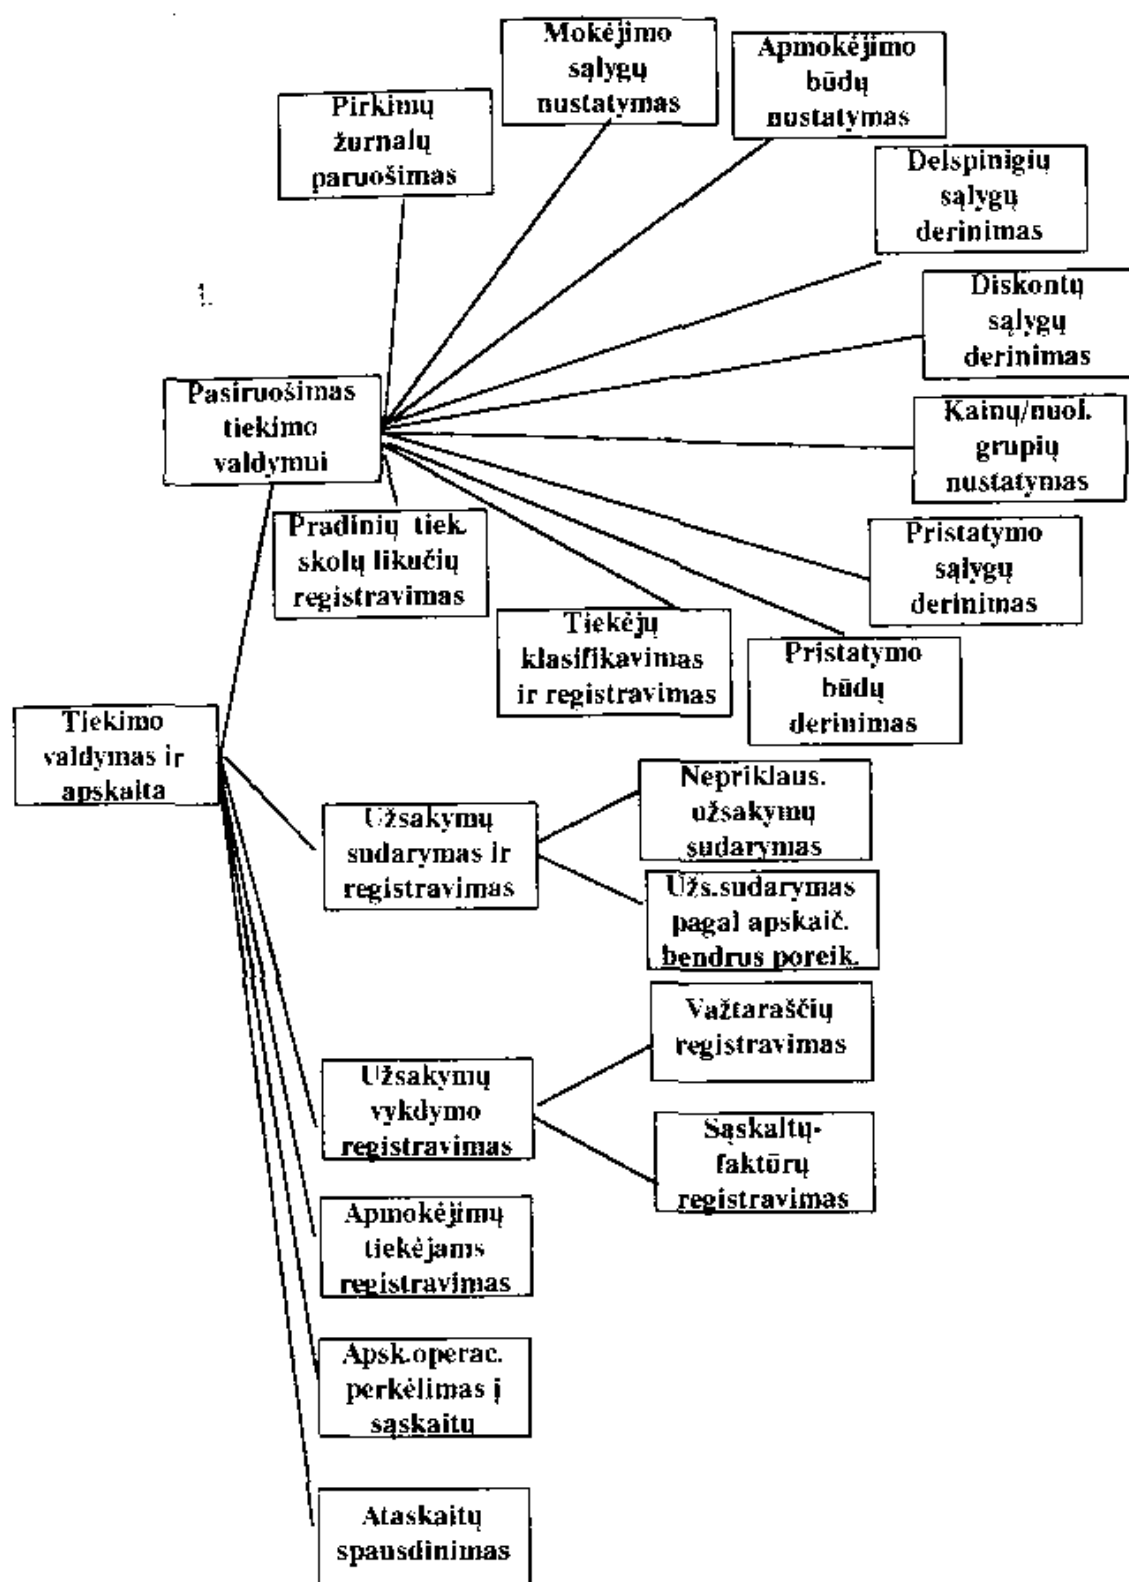 Mokėjimo
sąlygų
nustatymas
Apmokėjimo
būdų
nustatymas
Pirkimų
žurnalų
paruošimas
Delspinigių
sąlygų
derinimas
1.
Diskontų
sąlygų
derinimas
Pasiruošimas
tiekimo
valdymui
Kainų/nuol.
grupių
nustatymas
Pradinių tiek.
skolų likučių
registravimas
Pristatymo
sąlygų
derinimas
Tiekėjų
klasifikavimas
ir registravimas
Pristatymo
būdų
derinimas
Tiekimo
valdymas ir
apskaita
Užsakymų
sudarymas ir
registravimas
Nepriklaus.
užsakymų
sudarymas
Užs.sudarymas
pagal apskaič.
bendrus poreik.
Užsakymų
vykdymo
registravimas
Važtaraščių
registravimas
Sąskaltų-
faktūrų
registravimas
Apmokėjimų
tiekėjams
registravimas
Apsk.operac.
perkėlimas į
sąskaitų
Ataskaitų
spausdinimas